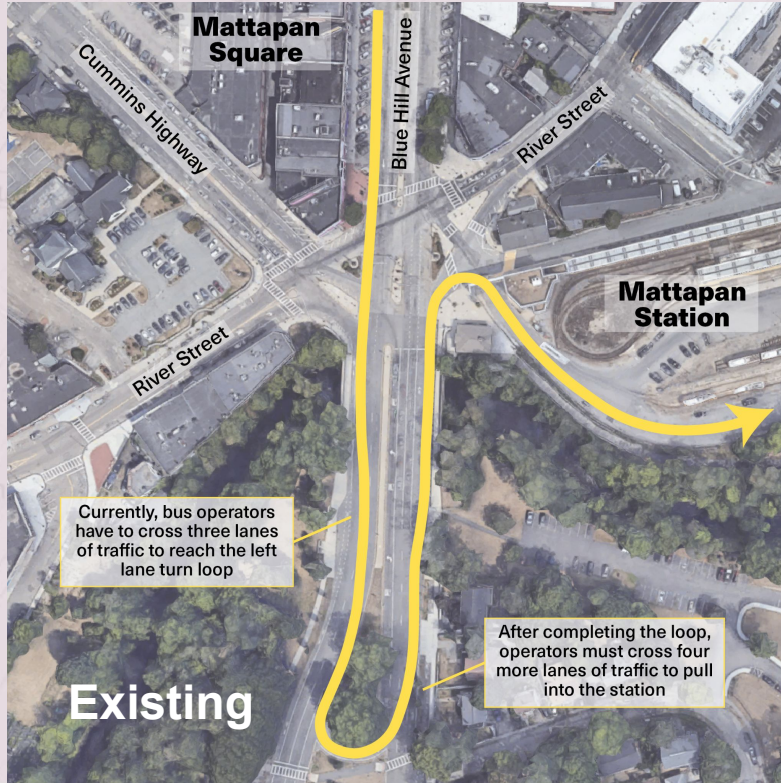 Mattapan
Square
Blue Hill Avenue
Cummins Highway
River Street
Mattapan
Station
River Street
Currently, bus operators
have to cross three lanes
of traffic to reach the left
lane turn loop
After completing the loop,
operators must cross four
more lanes of traffic to pull
into the station
Existing